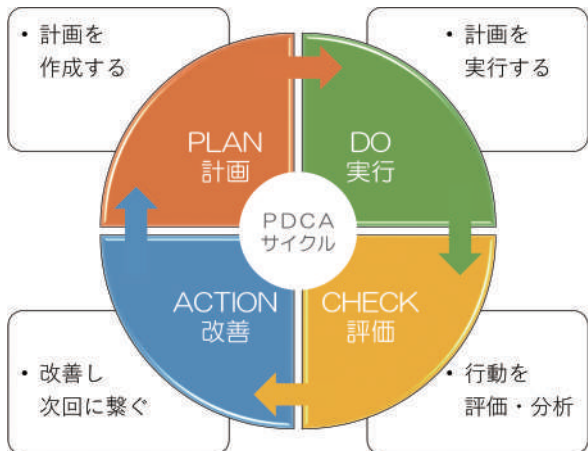 ・計画を
作成する
・計画を
実行する
PLAN
計画
DO
実行
PDCA
サイクル
ACTION
改善
CHECK
評価
・改善し
次回に繋ぐ
・行動を
評価・分析